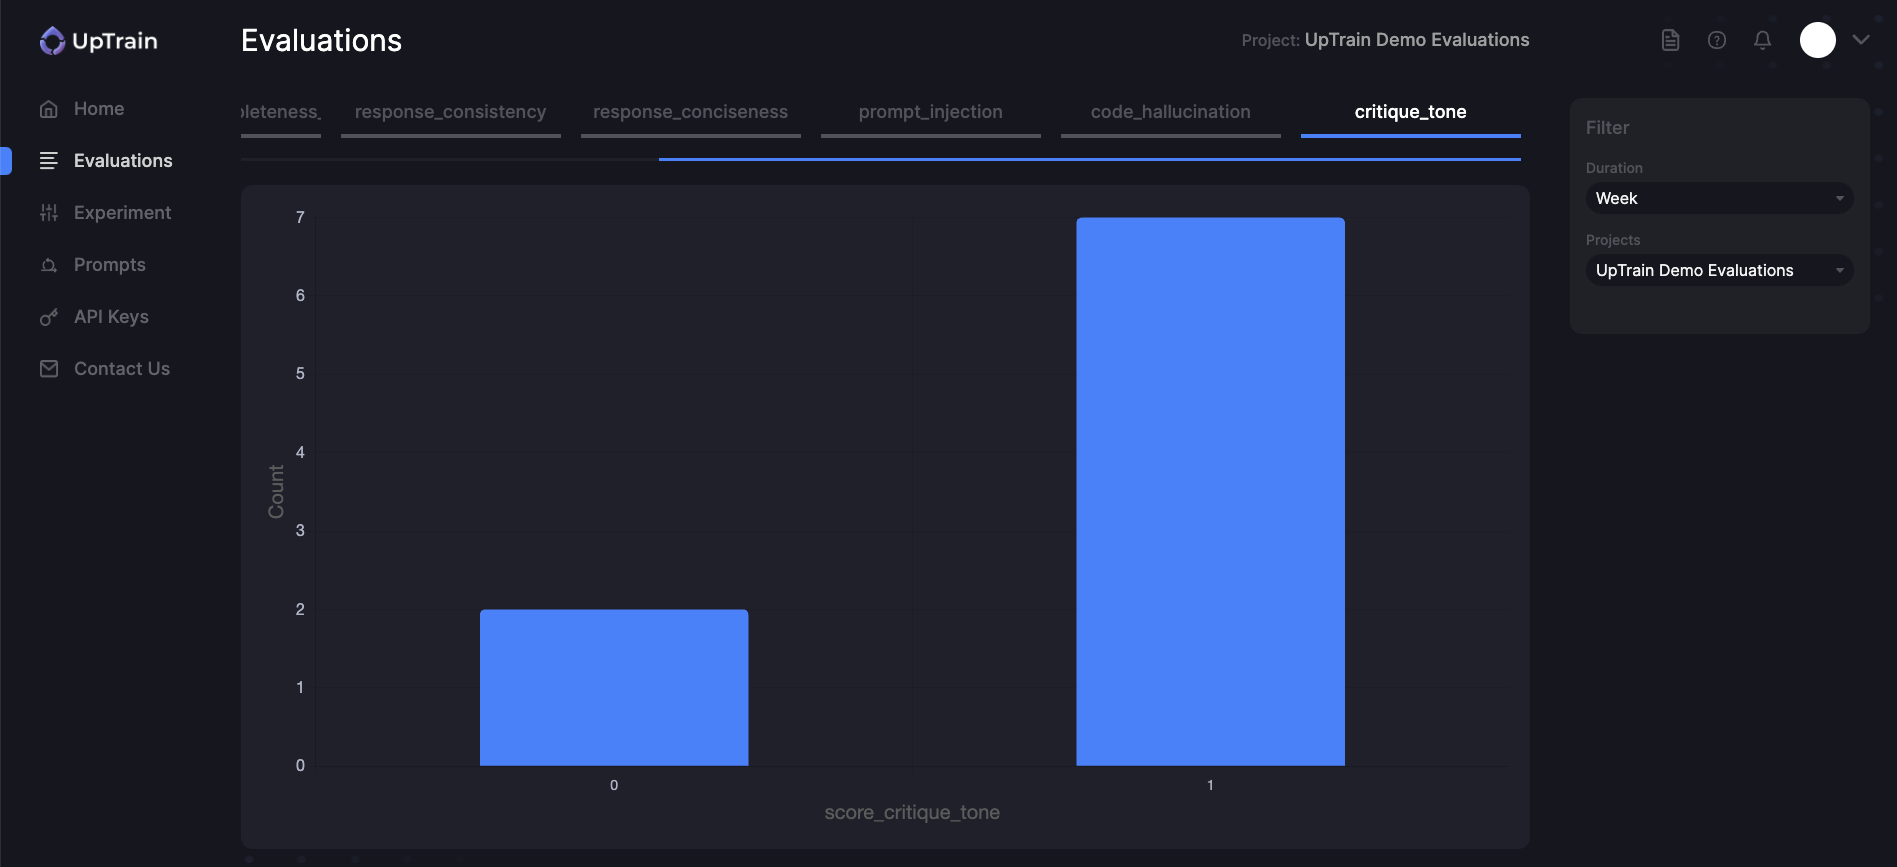 UpTrain
Evaluations
Project: UpTrain Demo Evaluations
Home
Evaluations
Experiment
Prompts
API Keys
Contact Us
pleteness_
response_consistency
response_conciseness
prompt_injection
code_hallucination
critique_tone
Filter
Duration
Week
Projects
UpTrain Demo Evaluations
7
6
5
4
3
2
1
0
Count
0
1
score_critique_tone